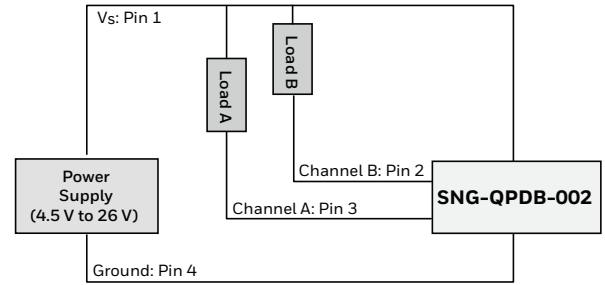 Vs: Pin 1
Load A
Load B
Channel B: Pin 2
Power
Supply
(4.5 V to 26 V)
SNG-QPDB-002
Channel A: Pin 3
Ground: Pin 4